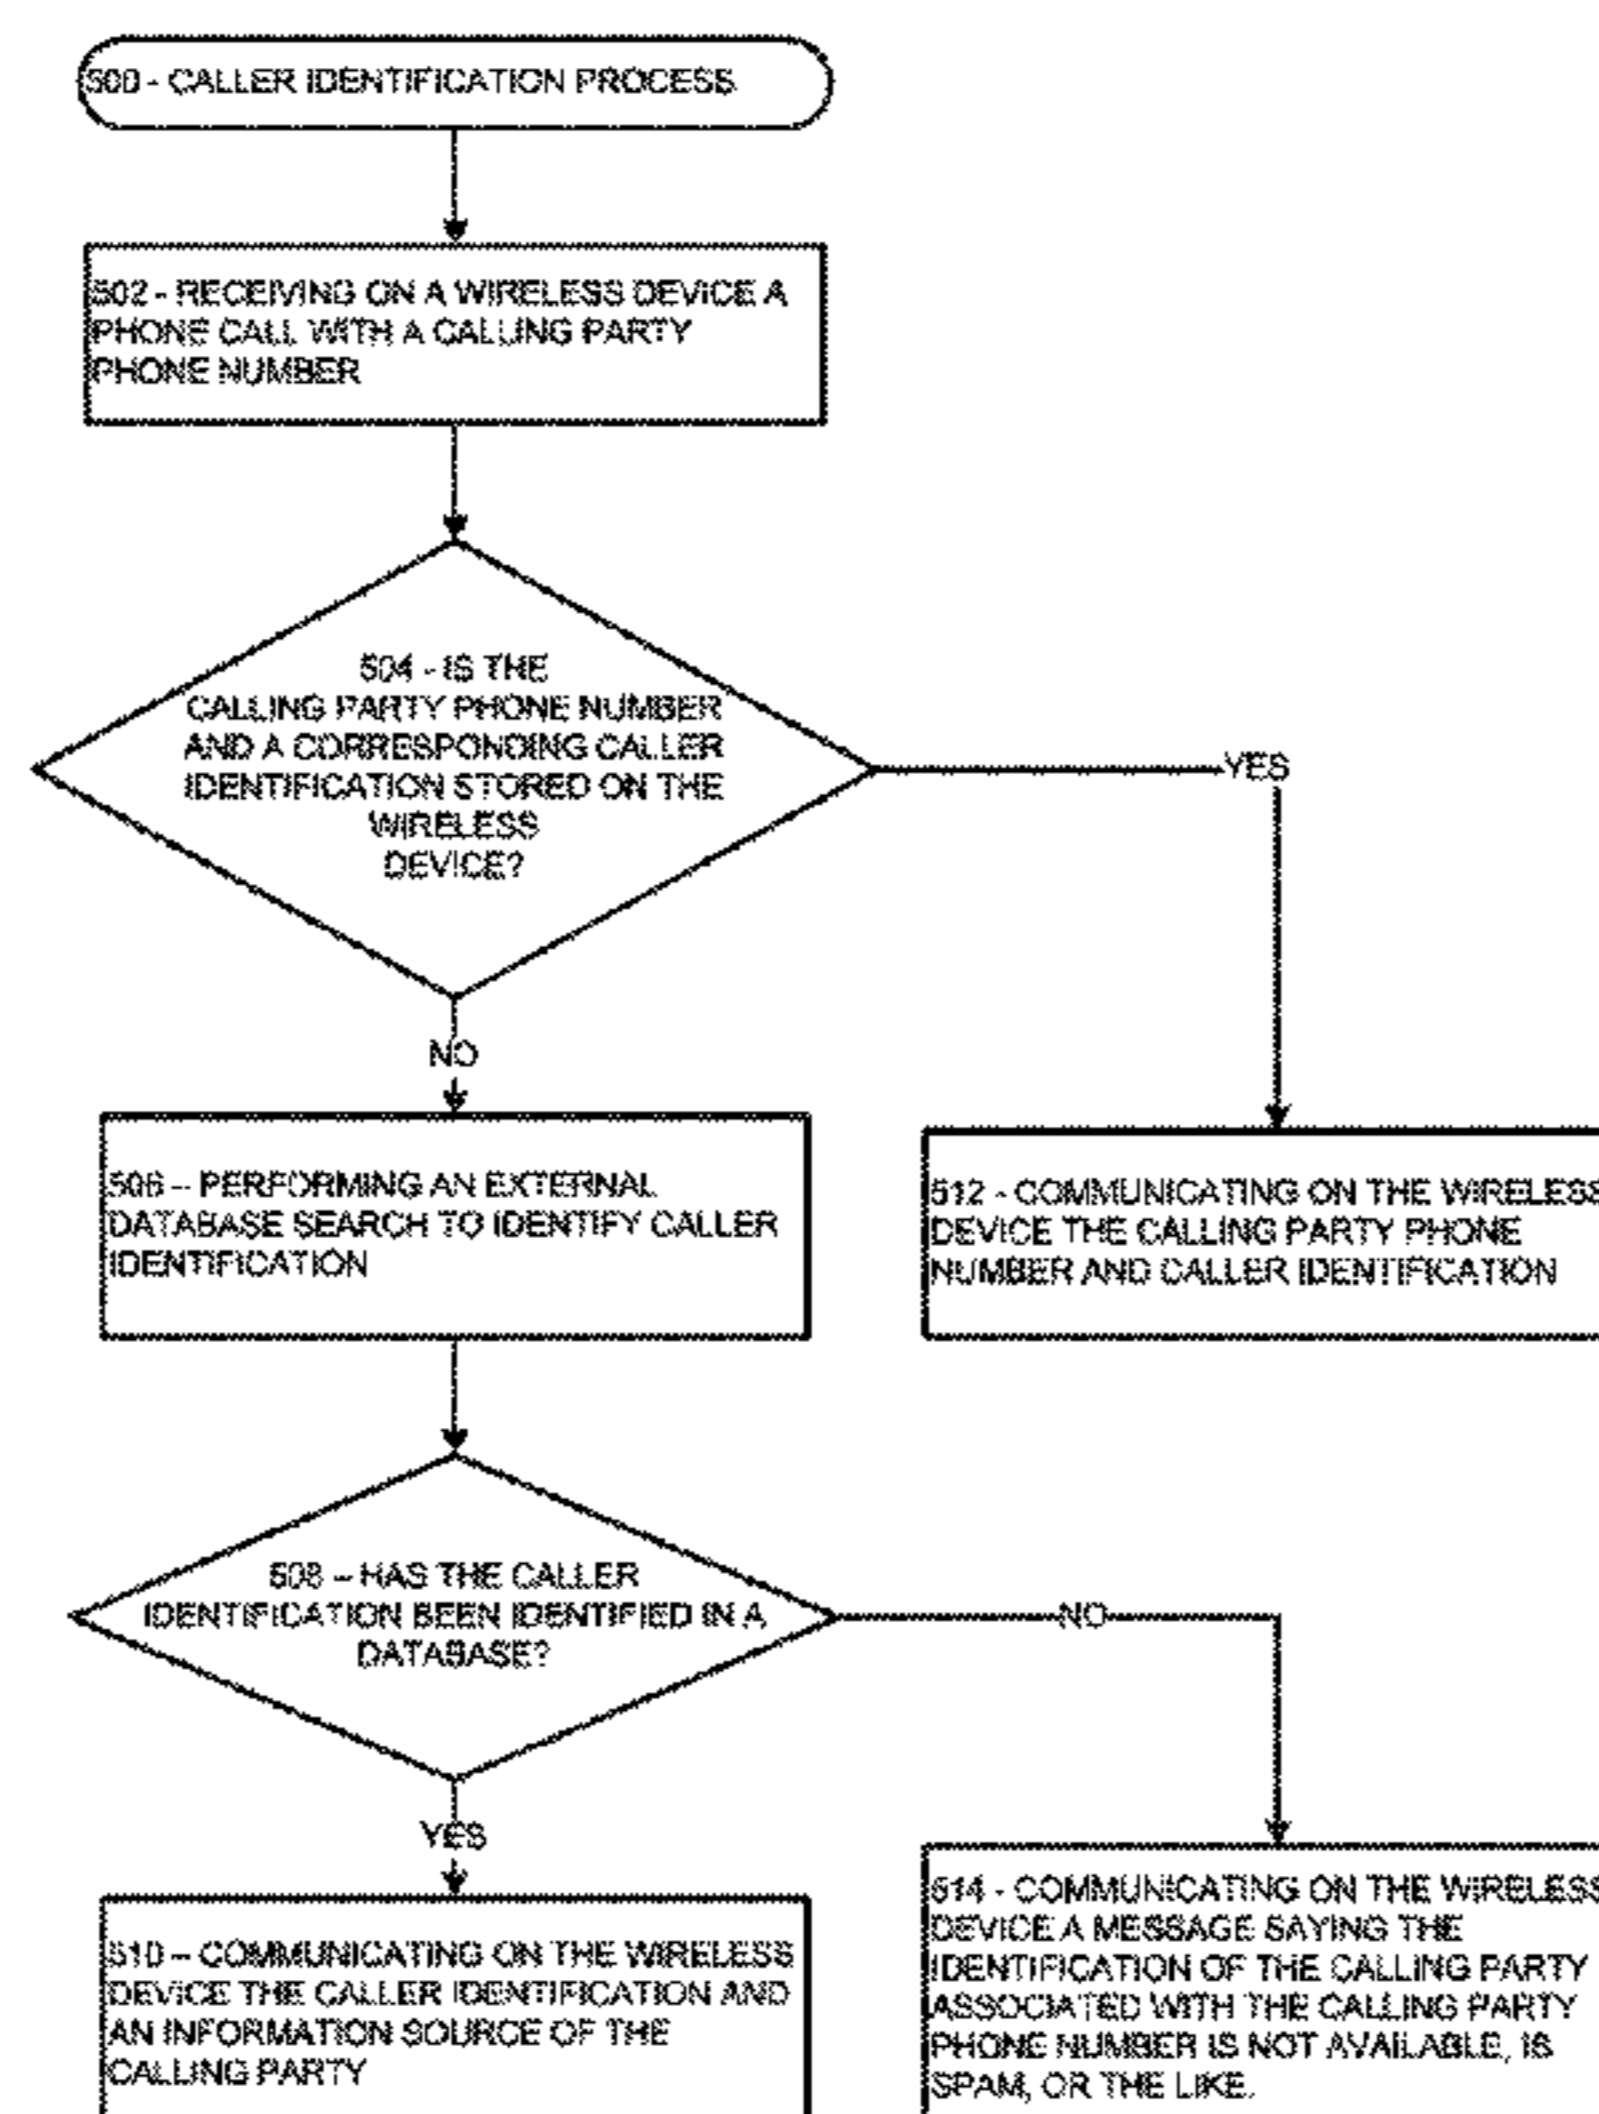 500 - CALLER IDENTIFICATION PROCESS
502 - RECEIVING ON A WIRELESS DEVICE A
PHONE CALL WITH A CALLING PARTY
PHONE NUMBER
504 - IS THE
CALLING PARTY PHONE NUMBER
AND A CORRESPONDING CALLER
IDENTIFICATION STORED ON THE
WIRELESS
DEVICE?
YES
NO
506 – PERFORMING AN EXTERNAL
DATABASE SEARCH TO IDENTIFY CALLER
IDENTIFICATION
512 - COMMUNICATING ON THE WIRELESS
DEVICE THE CALLING PARTY PHONE
NUMBER AND CALLER IDENTIFICATION
508 – HAS THE CALLER
IDENTIFICATION BEEN IDENTIFIED IN A
DATABASE?
NO
YES
510 – COMMUNICATING ON THE WIRELESS
DEVICE THE CALLER IDENTIFICATION AND
AN INFORMATION SOURCE OF THE
CALLING PARTY
514 - COMMUNICATING ON THE WIRELESS
DEVICE A MESSAGE SAYING THE
IDENTIFICATION OF THE CALLING PARTY
ASSOCIATED WITH THE CALLING PARTY
PHONE NUMBER IS NOT AVAILABLE, IS
SPAM, OR THE LIKE.